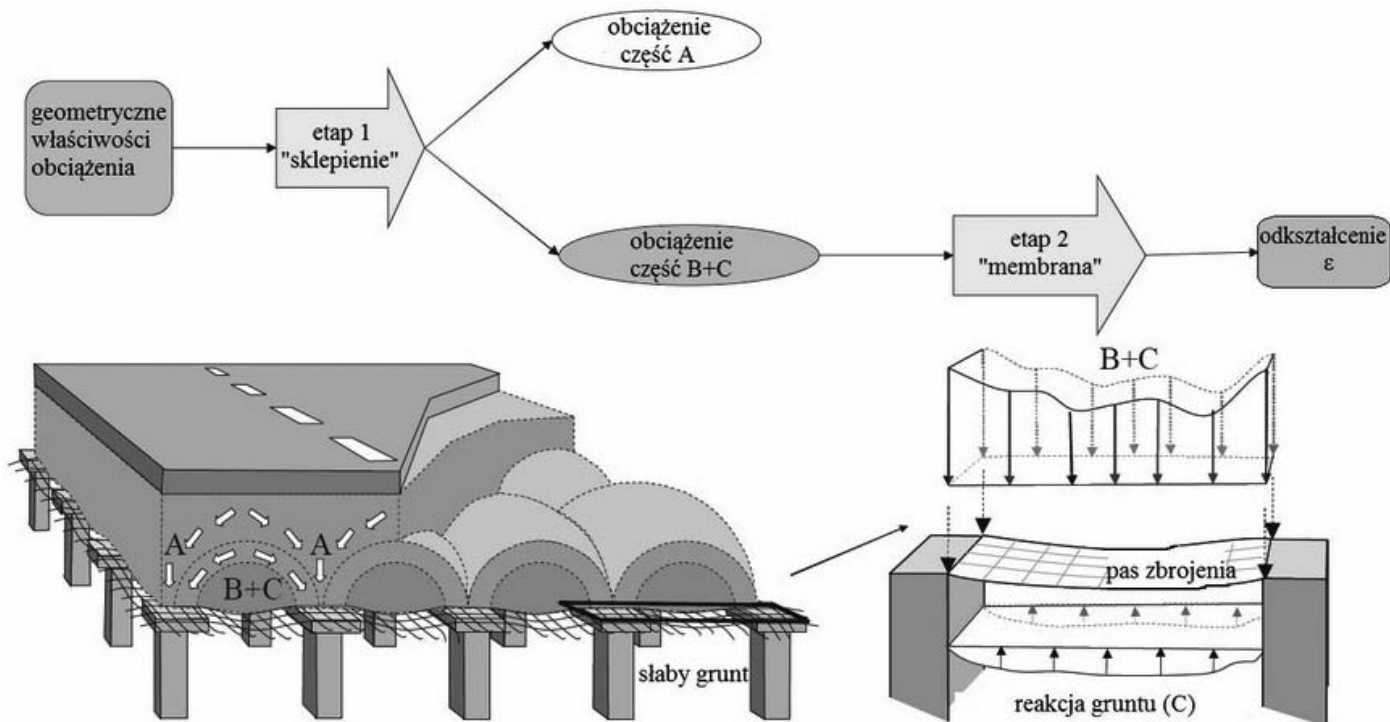 obciążenie
część A
geometryczne
właściwości
obciążenia
etap 1
"sklepienie"
obciążenie
część B+C
etap 2
"membrana"
odkształcenie
ε
B+C
A
A
B+C
pas zbrojenia
słaby grunt
reakcja gruntu (C)